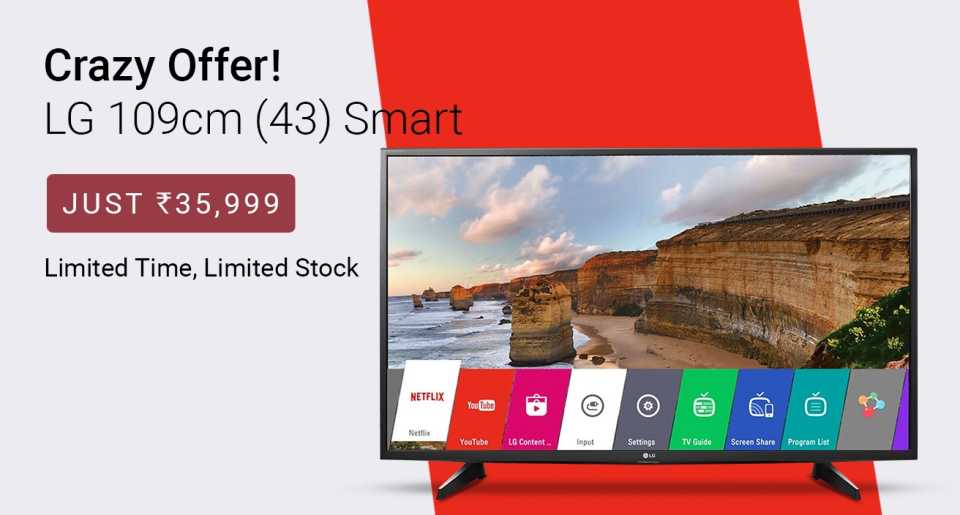 Crazy Offer!
LG 109cm (43) Smart
JUST ₹35,999
Limited Time, Limited Stock
NETFLIX
Netflix
YouTube
YouTube
LG Content ..
Input
Settings
TV Guide
Screen Share
Program List
LG